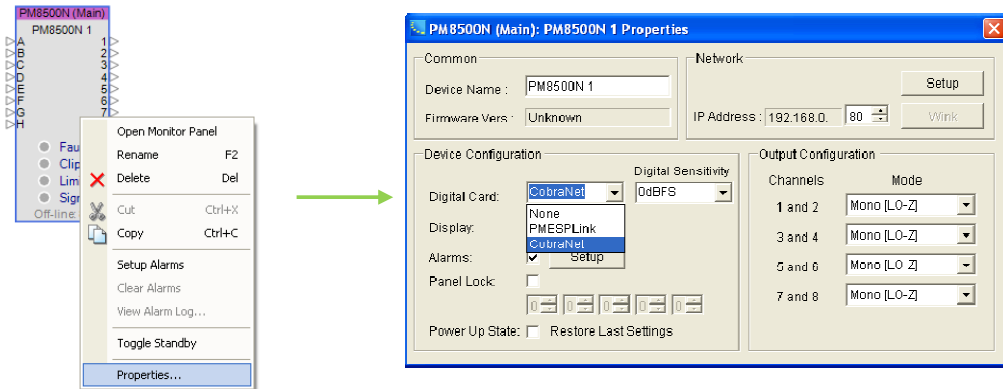 PM8500N (Main)
PM8500N 1
A 1
B 2
C 3
D 4
E 5
F 6
G 7
H
Fau
Clip
Lim
Sigr
Off-line:
Open Monitor Panel
Rename F2
Delete Del
Cut Ctrl+X
Copy Ctrl+C
Setup Alarms
Clear Alarms
View Alarm Log...
Toggle Standby
Properties...
PM8500N (Main): PM8500N 1 Properties
Common
Device Name : PM8500N 1
Firmware Vers : Unknown
Network
Setup
IP Address : 192.168.0. 80 Wink
Device Configuration
Digital Sensitivity
Digital Card: CobraNet 0dBFS
None
PMESPLink
CobraNet
Display:
Alarms: Setup
Panel Lock:
0 0 0 0 0
Power Up State: Restore Last Settings
Output Configuration
Channels Mode
1 and 2 Mono [LO-Z]
3 and 4 Mono [LO-Z]
5 and 6 Mono [LO-Z]
7 and 8 Mono [LO-Z]